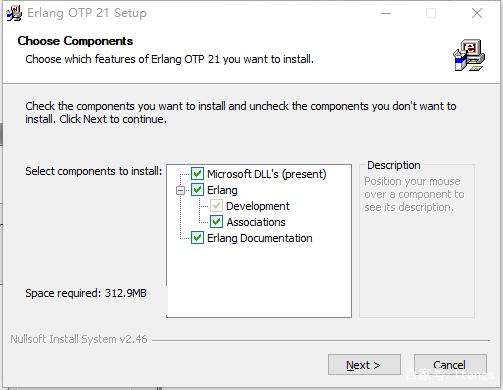 Erlang OTP 21 Setup
Choose Components
Choose which features of Erlang OTP 21 you want to install.
Check the components you want to install and uncheck the components you don't want to
install. Click Next to continue.
Select components to install:
Microsoft DLL's (present)
Erlang
Development
Associations
Erlang Documentation
Description
Position your mouse
over a component to
see its description.
Space required: 312.9MB
Nullsoft Install System v2.46
Next >
Cancel